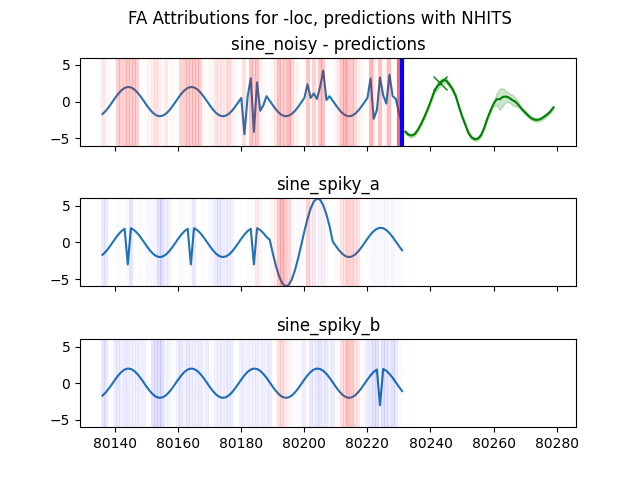 FA Attributions for -loc, predictions with NHITS
sine_noisy - predictions
5
0
−5
sine_spiky_a
5
0
−5
sine_spiky_b
5
0
−5
80140 80160 80180 80200 80220 80240 80260 80280